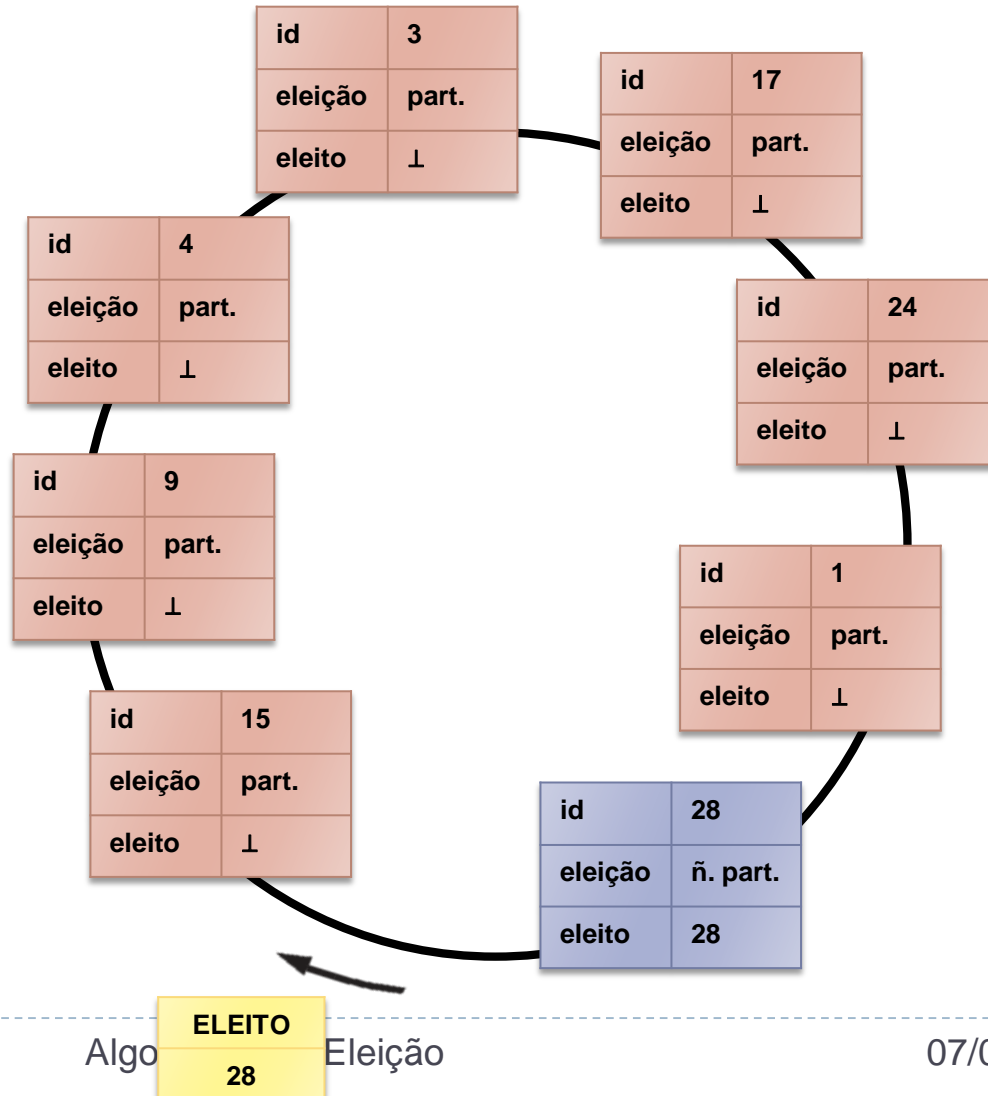 id 3
eleição part.
eleito ⊥
id 17
eleição part.
eleito ⊥
id 4
eleição part.
eleito ⊥
id 24
eleição part.
eleito ⊥
id 9
eleição part.
eleito ⊥
id 1
eleição part.
eleito ⊥
id 15
eleição part.
eleito ⊥
id 28
eleição ñ. part.
eleito 28
ELEITO
28
Algo Eleição 07/0